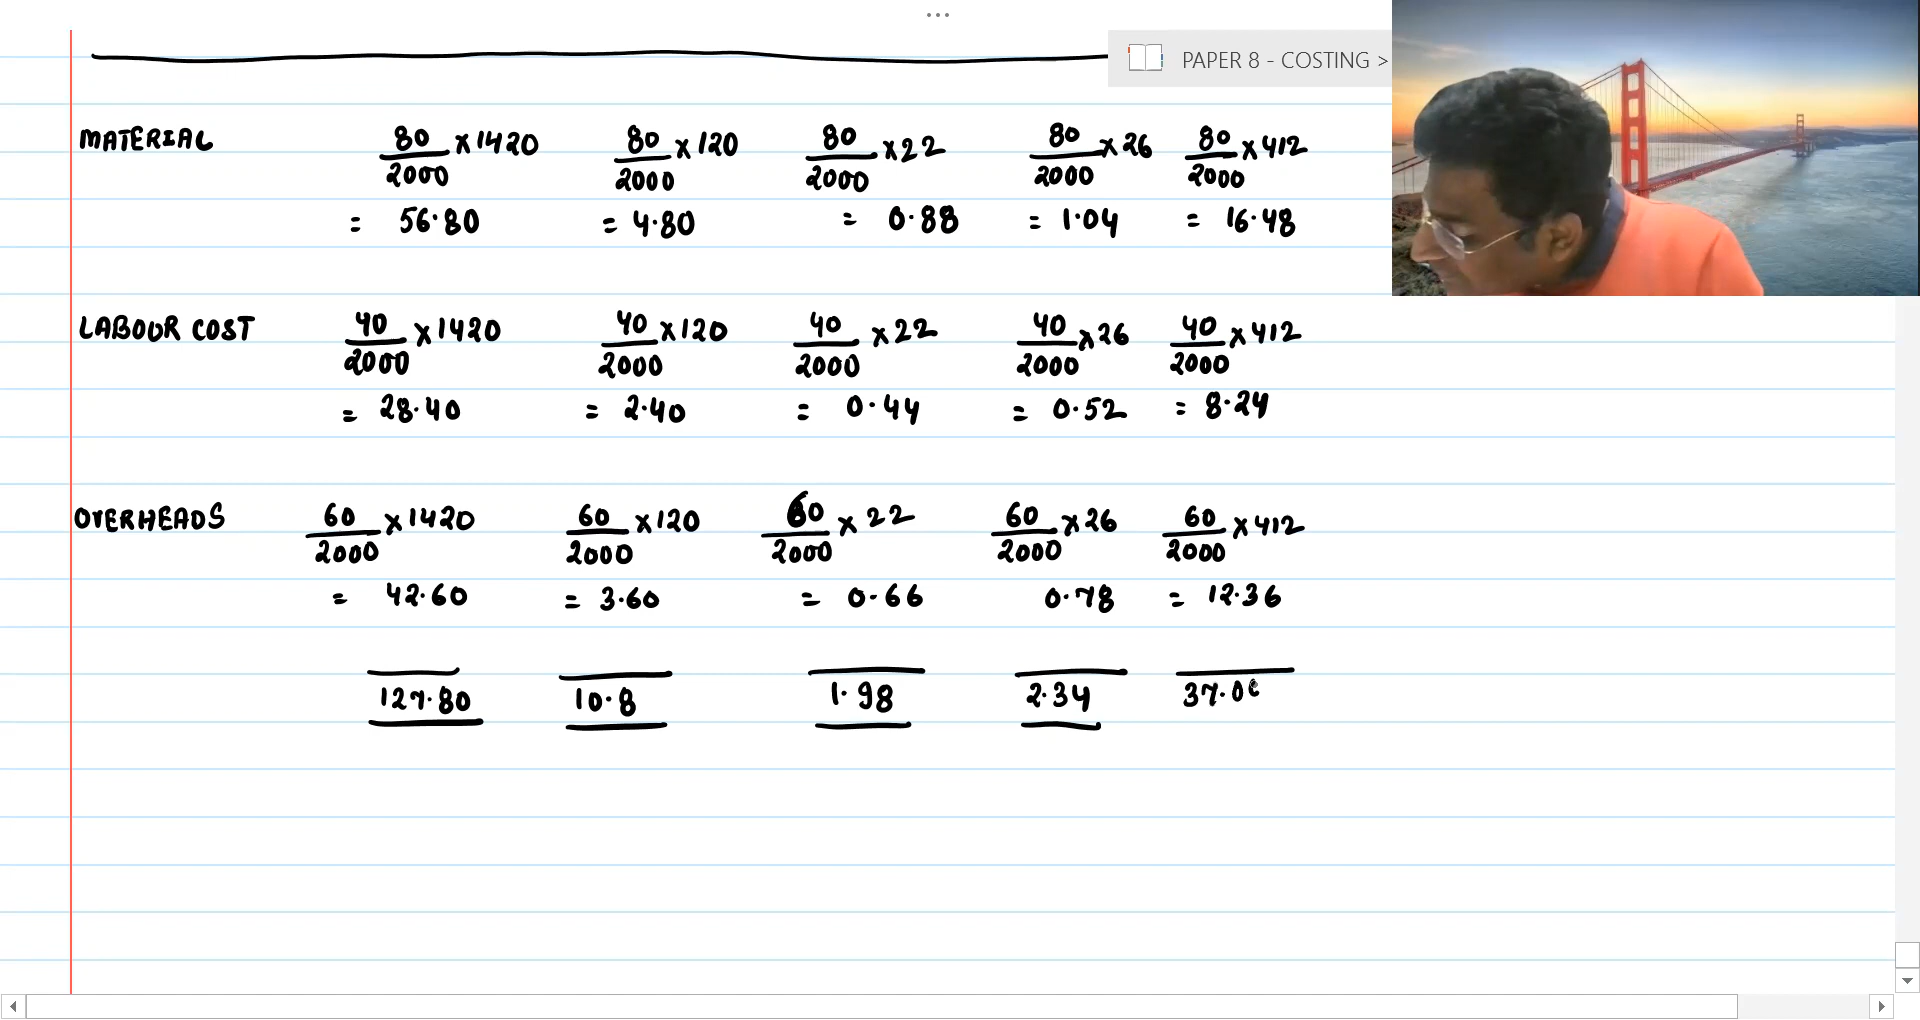 PAPER 8 - COSTING >
MATERIAL 80/2000 x 1420 80/2000 x 120 80/2000 x 22 80/2000 x 26 80/2000 x 412
= 56.80 = 4.80 = 0.88 = 1.04 = 16.48
LABOUR COST 40/2000 x 1420 40/2000 x 120 40/2000 x 22 40/2000 x 26 40/2000 x 412
= 28.40 = 2.40 = 0.44 = 0.52 = 8.24
OVERHEADS 60/2000 x 1420 60/2000 x 120 60/2000 x 22 60/2000 x 26 60/2000 x 412
= 42.60 = 3.60 = 0.66 0.78 = 12.36
127.80 10.8 1.98 2.34 37.0